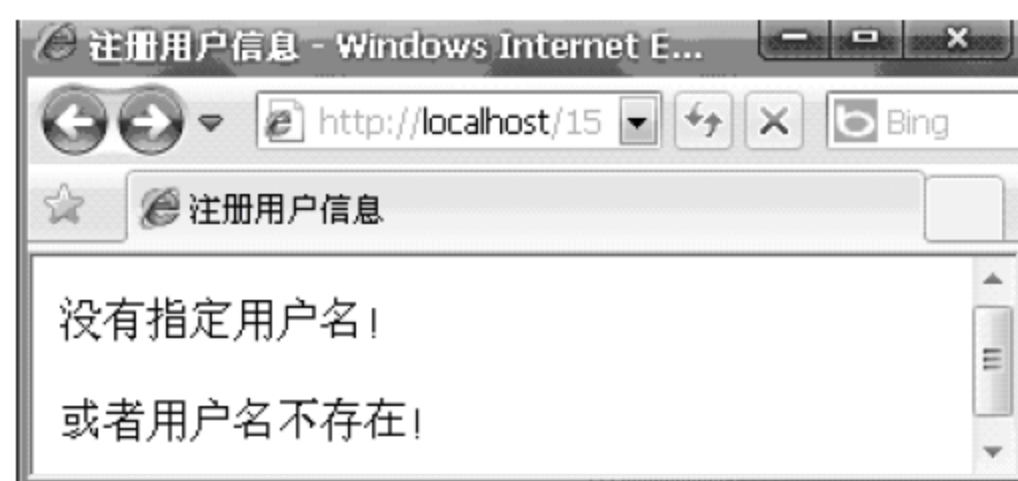 注册用户信息 - Windows Internet E...
http://localhost/15
Bing
注册用户信息
没有指定用户名!
或者用户名不存在!